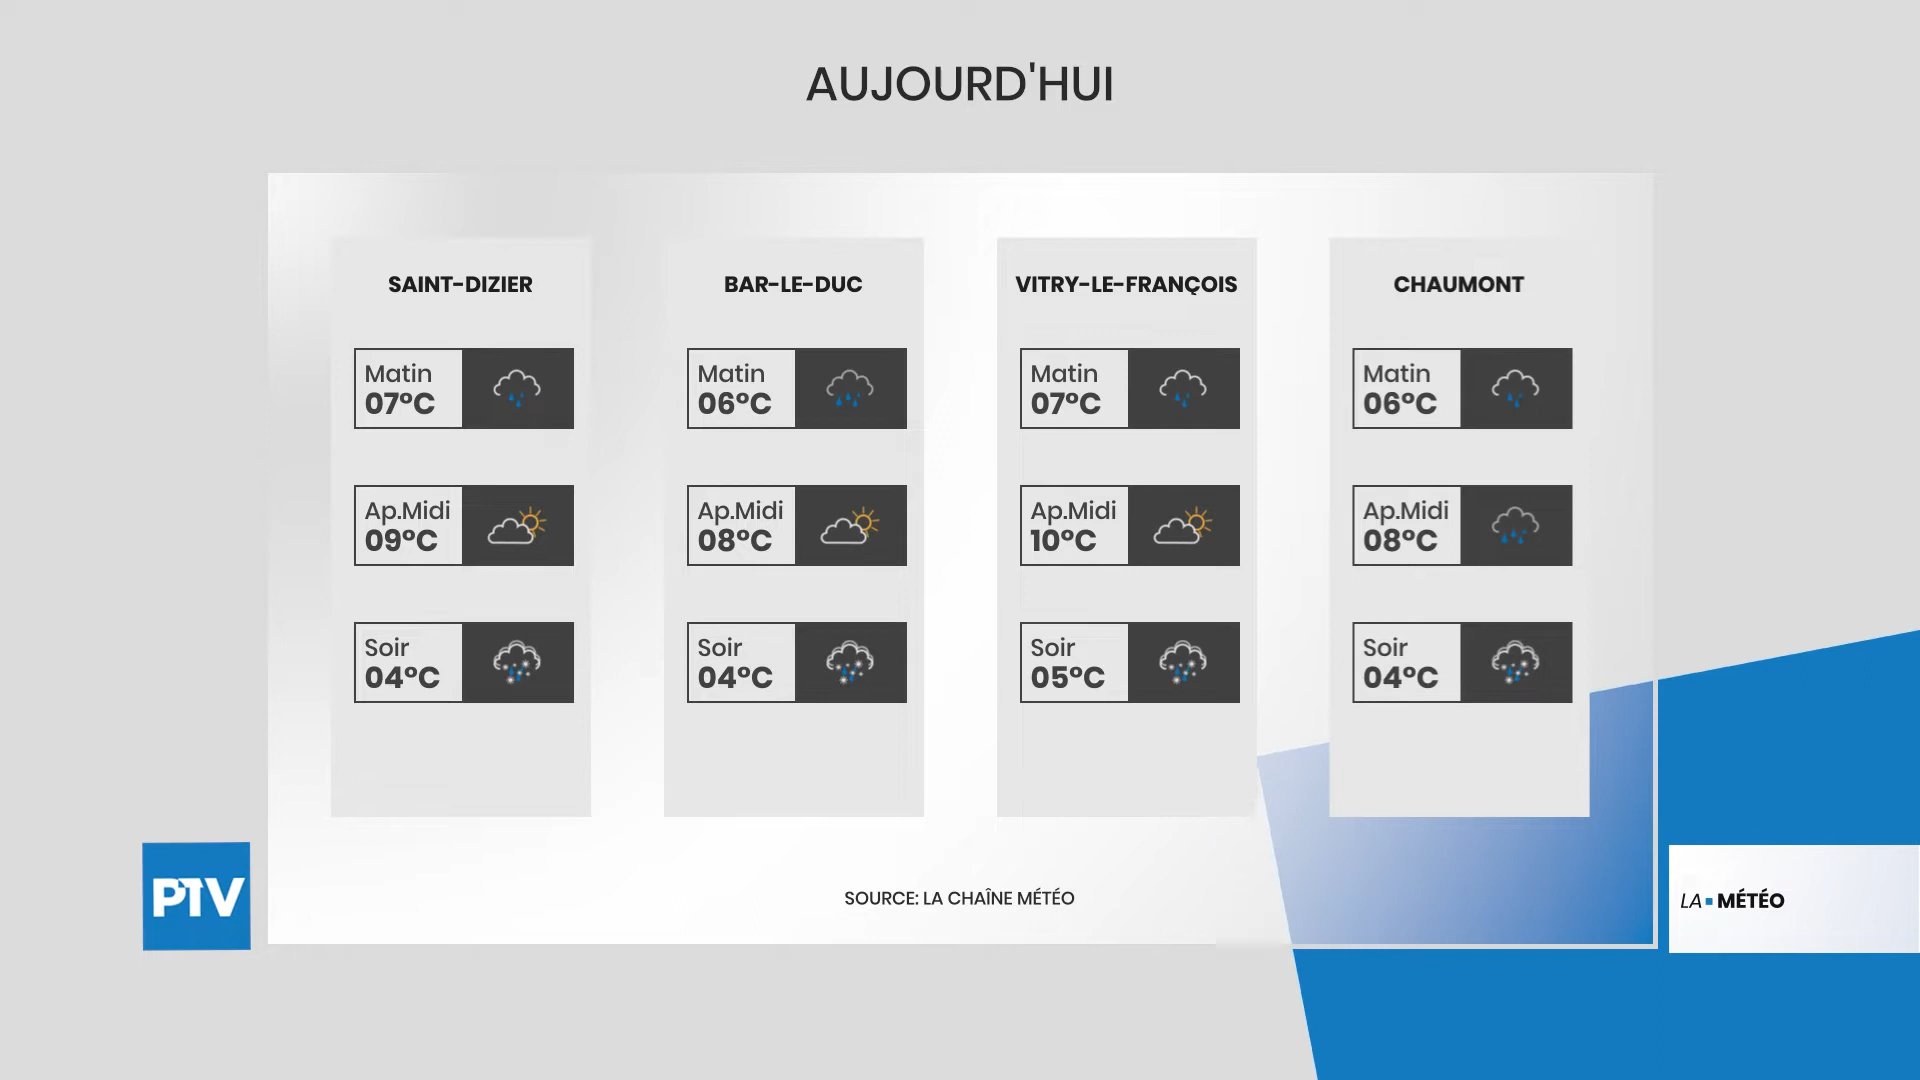 AUJOURD'HUI
SAINT-DIZIER
Matin
07°C
Ap.Midi
09°C
Soir
04°C
BAR-LE-DUC
Matin
06°C
Ap.Midi
08°C
Soir
04°C
VITRY-LE-FRANÇOIS
Matin
07°C
Ap.Midi
10°C
Soir
05°C
CHAUMONT
Matin
06°C
Ap.Midi
08°C
Soir
04°C
SOURCE: LA CHAÎNE MÉTÉO
PTV
LA MÉTÉO